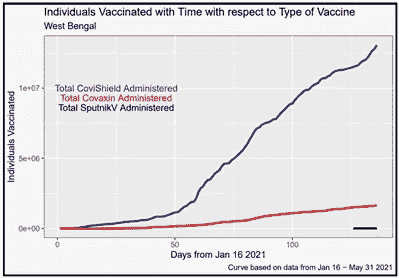 Individuals Vaccinated with Time with respect to Type of Vaccine
West Bengal
Individuals Vaccinated
1e+07
5e+06
0e+00
Total CoviShield Administered
Total Covaxin Administered
Total SputnikV Administered
0
50
100
Days from Jan 16 2021
Curve based on data from Jan 16 - May 31 2021